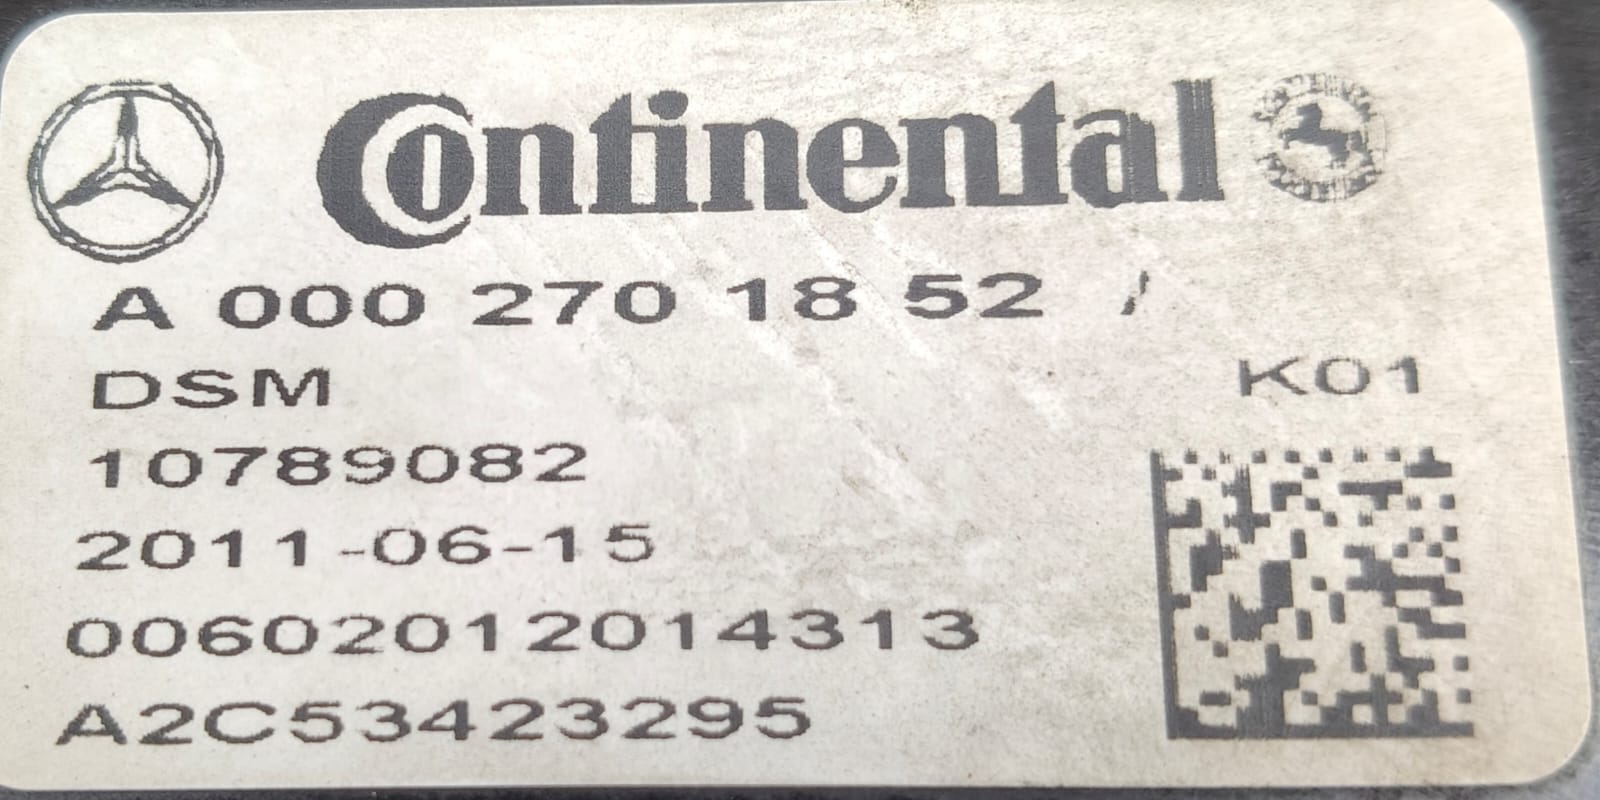 Continental
A 000 270 18 52 /
DSM
K01
10789082
2011-06-15
00602012014313
A2C53423295